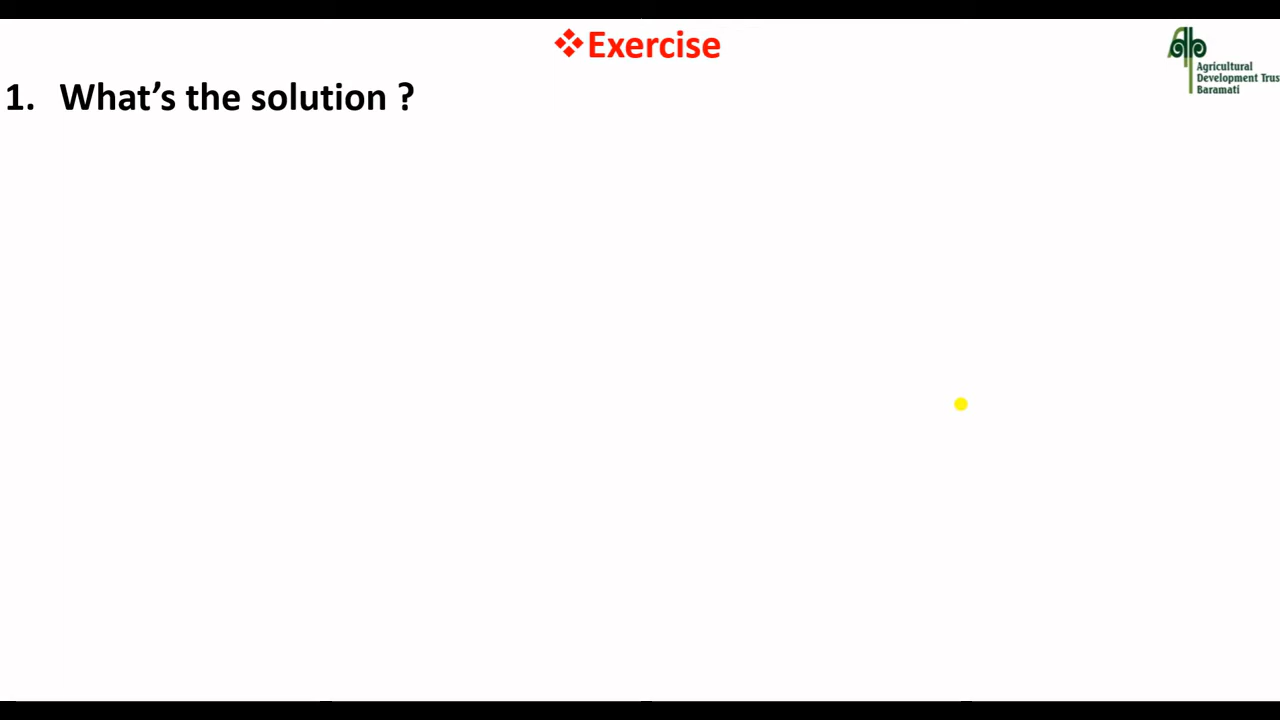 ❖Exercise
1. What's the solution ?
Agricultural
Development Trus
Baramati